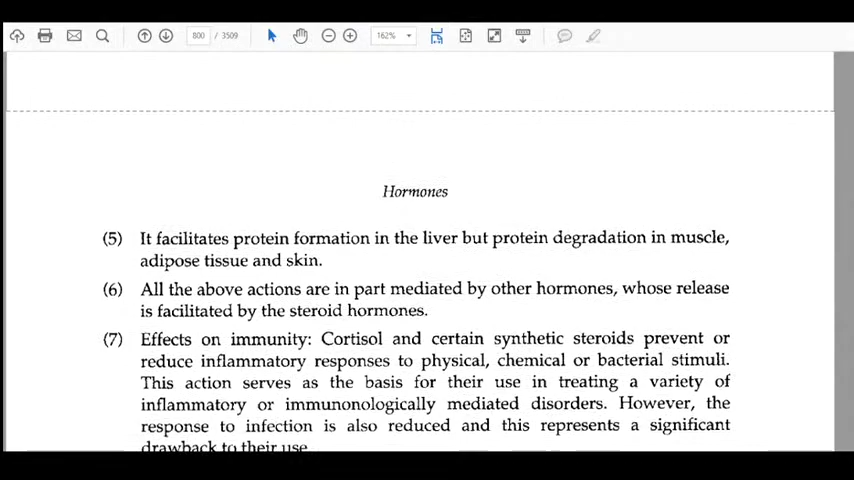 800 / 3509
162%
Hormones
(5) It facilitates protein formation in the liver but protein degradation in muscle,
adipose tissue and skin.
(6) All the above actions are in part mediated by other hormones, whose release
is facilitated by the steroid hormones.
(7) Effects on immunity: Cortisol and certain synthetic steroids prevent or
reduce inflammatory responses to physical, chemical or bacterial stimuli.
This action serves as the basis for their use in treating a variety of
inflammatory or immunonologically mediated disorders. However, the
response to infection is also reduced and this represents a significant
drawback to their use